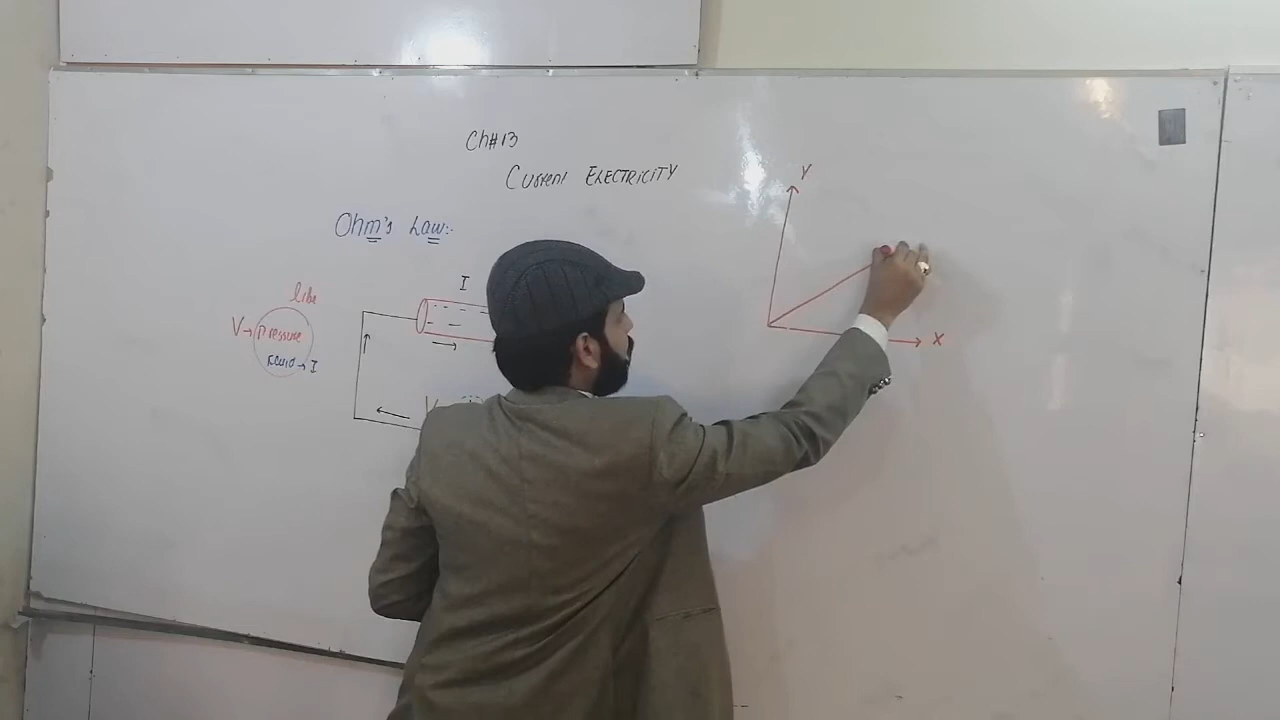 Ch#13
Current ELECTRICITY
Ohm's Law:-
like
V→ Pressure
Fluid → I
I
V
Y
X